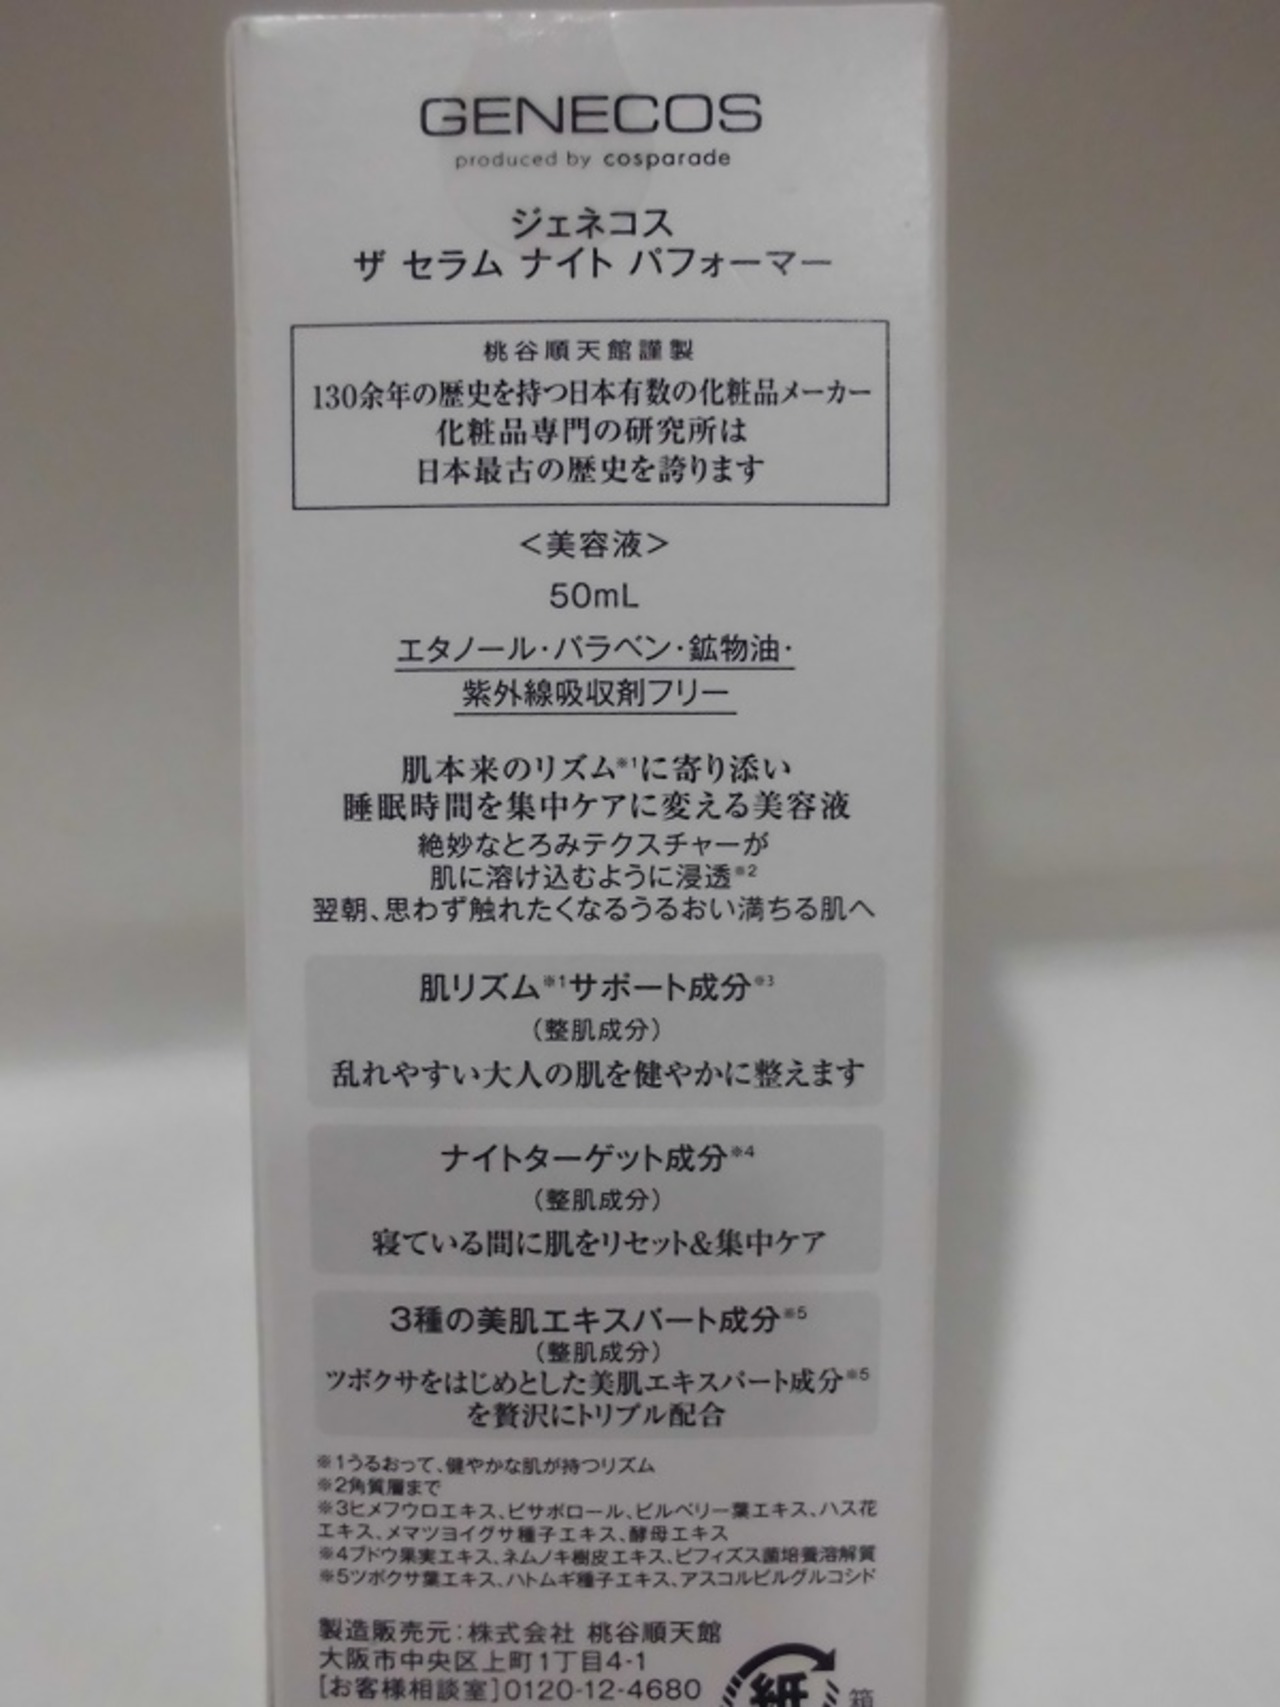 GENECOS
produced by cosparade
ジェネコス
ザ セラム ナイト パフォーマー
桃谷順天館謹製
130余年の歴史を持つ日本有数の化粧品メーカー
化粧品専門の研究所は
日本最古の歴史を誇ります
＜美容液＞
50mL
エタノール・パラベン・鉱物油・
紫外線吸収剤フリー
肌本来のリズム※1に寄り添い
睡眠時間を集中ケアに変える美容液
絶妙なとろみテクスチャーが
肌に溶け込むように浸透※2
翌朝、思わず触れたくなるうるおい満ちる肌へ
肌リズム※1サポート成分※3
（整肌成分）
乱れやすい大人の肌を健やかに整えます
ナイトターゲット成分※4
（整肌成分）
寝ている間に肌をリセット&集中ケア
3種の美肌エキスパート成分※5
（整肌成分）
ツボクサをはじめとした美肌エキスパート成分※5
を贅沢にトリプル配合
※1うるおって、健やかな肌が持つリズム
※2角質層まで
※3ヒメフウロエキス、ビサボロール、ビルベリー葉エキス、ハス花
エキス、メマツヨイグサ種子エキス、酵母エキス
※4ブドウ果実エキス、ネムノキ樹皮エキス、ビフィズス菌培養溶解質
※5ツボクサ葉エキス、ハトムギ種子エキス、アスコルビルグルコシド
製造販売元：株式会社 桃谷順天館
大阪市中央区上町1丁目4-1
[お客様相談室]0120-12-4680
紙 箱